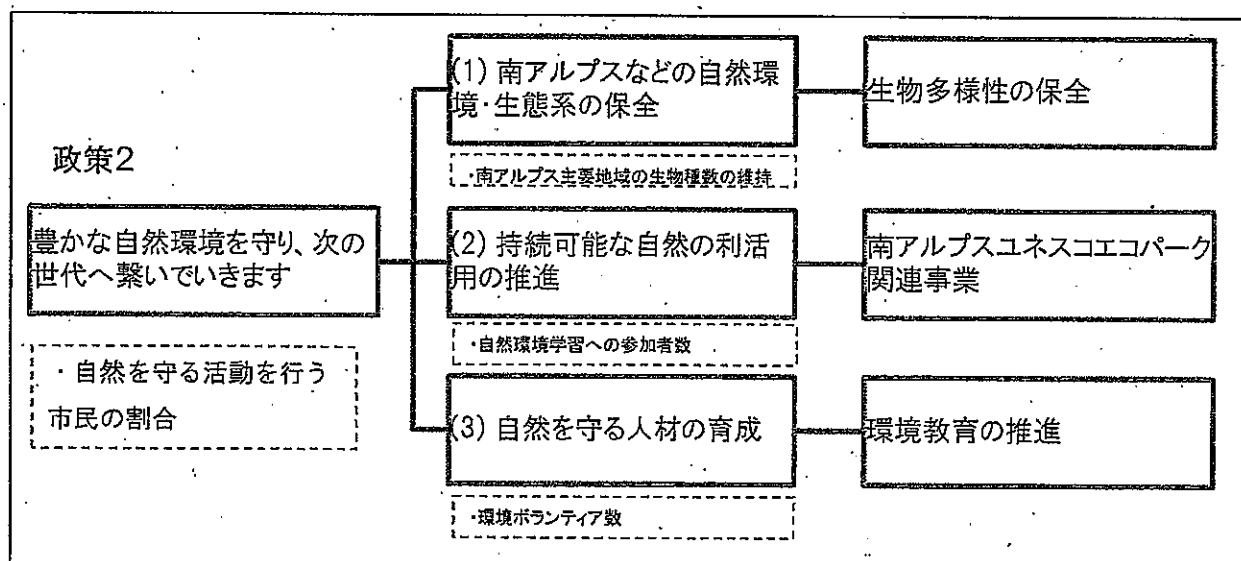 政策2
豊かな自然環境を守り、次の
世代へ繋いでいきます
・自然を守る活動を行う
市民の割合
(1) 南アルプスなどの自然環
境・生態系の保全
・南アルプス主要地域の生物種数の維持
(2) 持続可能な自然の利活
用の推進
・自然環境学習への参加者数
(3) 自然を守る人材の育成
・環境ボランティア数
生物多様性の保全
南アルプスユネスコエコパーク
関連事業
環境教育の推進